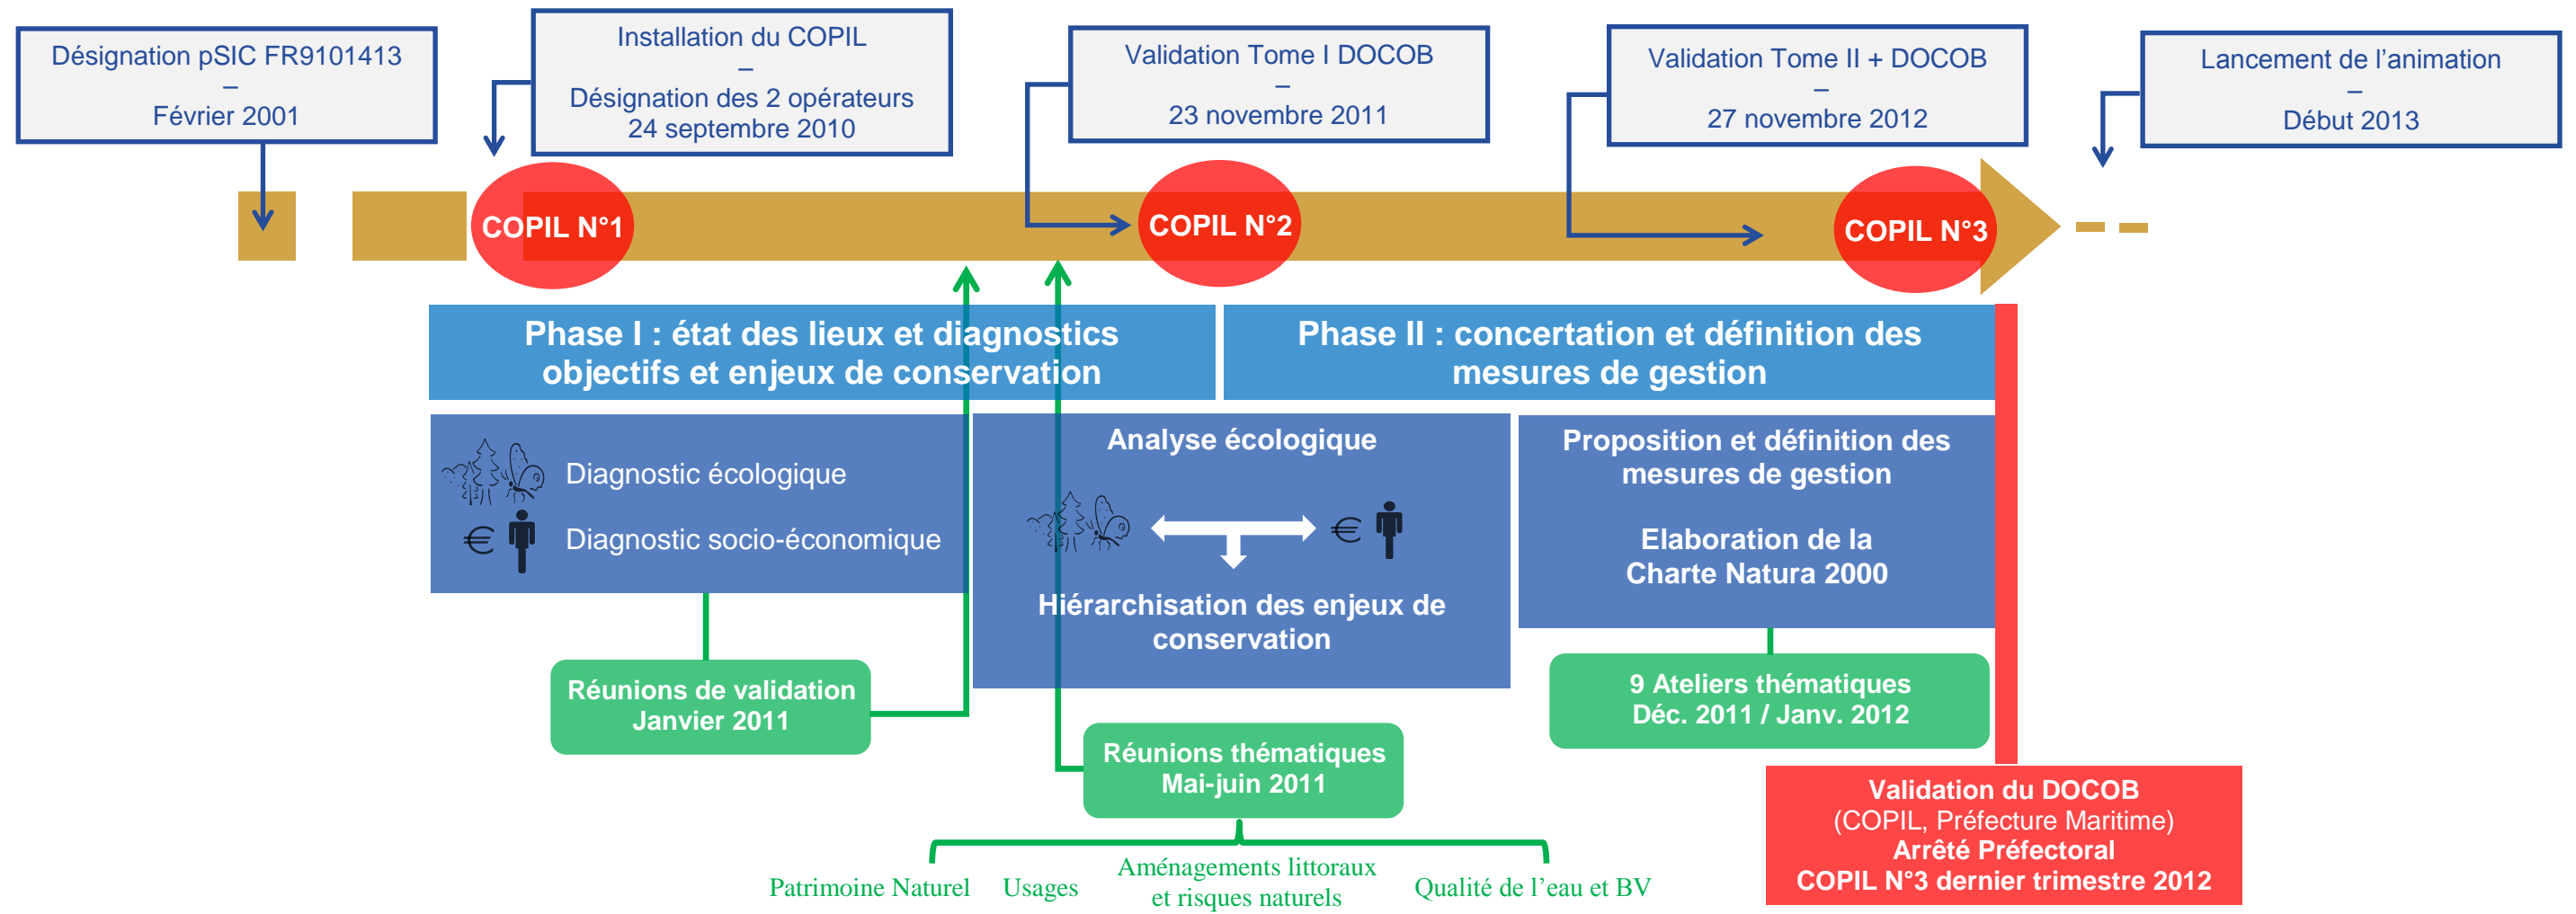 Désignation pSIC FR9101413
–
Février 2001
Installation du COPIL
–
Désignation des 2 opérateurs
24 septembre 2010
Validation Tome I DOCOB
–
23 novembre 2011
Validation Tome II + DOCOB
–
27 novembre 2012
Lancement de l’animation
–
Début 2013
COPIL N°1
COPIL N°2
COPIL N°3
Phase I : état des lieux et diagnostics
objectifs et enjeux de conservation
Phase II : concertation et définition des
mesures de gestion
Diagnostic écologique
€
Diagnostic socio-économique
Analyse écologique
€
Hiérarchisation des enjeux de
conservation
Proposition et définition des
mesures de gestion
Elaboration de la
Charte Natura 2000
Réunions de validation
Janvier 2011
Réunions thématiques
Mai-juin 2011
9 Ateliers thématiques
Déc. 2011 / Janv. 2012
Patrimoine Naturel
Usages
Aménagements littoraux
et risques naturels
Qualité de l’eau et BV
Validation du DOCOB
(COPIL, Préfecture Maritime)
Arrêté Préfectoral
COPIL N°3 dernier trimestre 2012